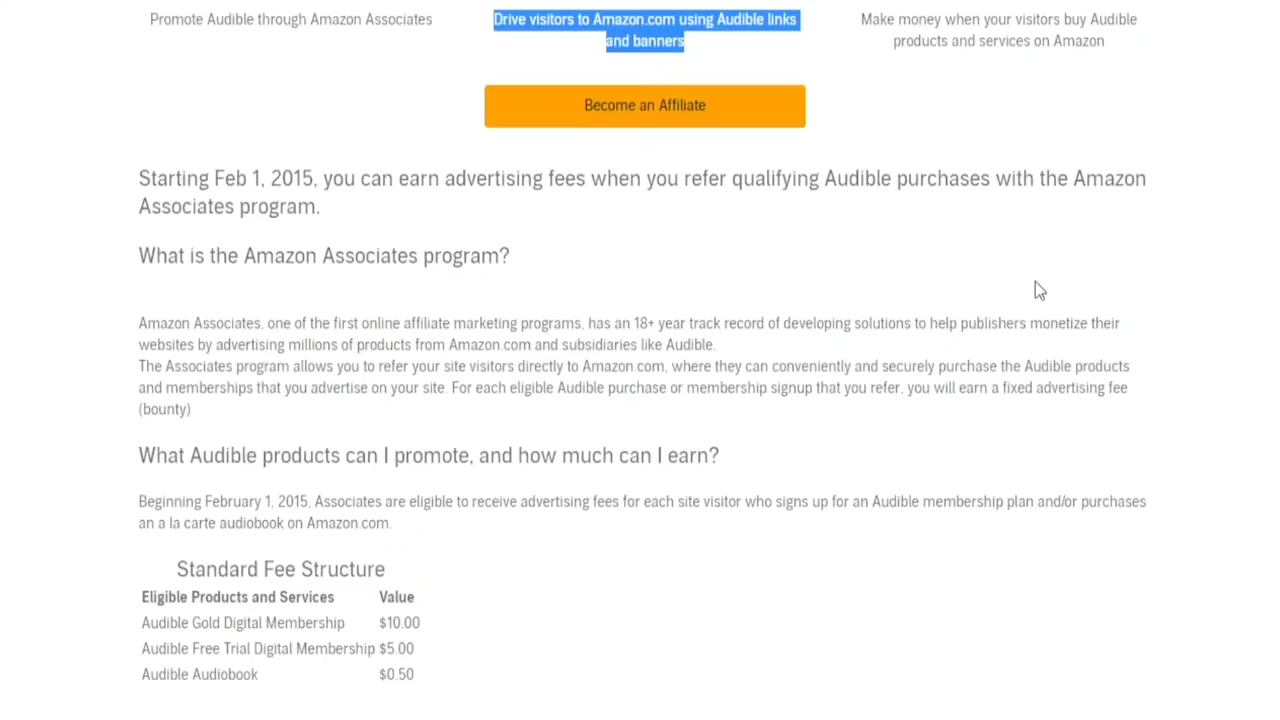 Promote Audible through Amazon Associates
Drive visitors to Amazon.com using Audible links
and banners
Make money when your visitors buy Audible
products and services on Amazon
Become an Affiliate
Starting Feb 1, 2015, you can earn advertising fees when you refer qualifying Audible purchases with the Amazon
Associates program.
What is the Amazon Associates program?
Amazon Associates, one of the first online affiliate marketing programs, has an 18+ year track record of developing solutions to help publishers monetize their
websites by advertising millions of products from Amazon.com and subsidiaries like Audible.
The Associates program allows you to refer your site visitors directly to Amazon.com, where they can conveniently and securely purchase the Audible products
and memberships that you advertise on your site. For each eligible Audible purchase or membership signup that you refer, you will earn a fixed advertising fee
(bounty)
What Audible products can I promote, and how much can I earn?
Beginning February 1, 2015, Associates are eligible to receive advertising fees for each site visitor who signs up for an Audible membership plan and/or purchases
an a la carte audiobook on Amazon.com.
Standard Fee Structure
Eligible Products and Services Value
Audible Gold Digital Membership $10.00
Audible Free Trial Digital Membership $5.00
Audible Audiobook $0.50